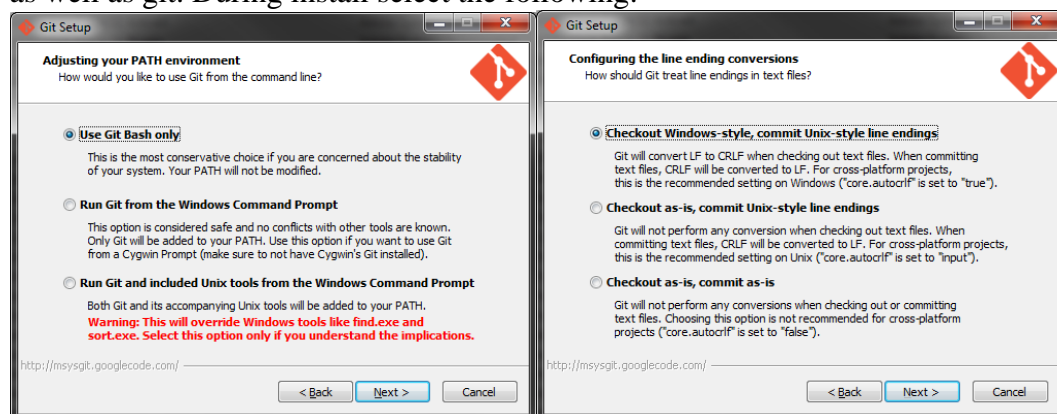 as well as git. During install select the following:
Git Setup
Adjusting your PATH environment
How would you like to use Git from the command line?
Use Git Bash only
This is the most conservative choice if you are concerned about the stability
of your system. Your PATH will not be modified.
Run Git from the Windows Command Prompt
This option is considered safe and no conflicts with other tools are known.
Only Git will be added to your PATH. Use this option if you want to use Git
from a Cygwin Prompt (make sure to not have Cygwin's Git installed).
Run Git and included Unix tools from the Windows Command Prompt
Both Git and its accompanying Unix tools will be added to your PATH.
Warning: This will override Windows tools like find.exe and
sort.exe. Select this option only if you understand the implications.
http://msysgit.googlecode.com/
< Back
Next >
Cancel
Git Setup
Configuring the line ending conversions
How should Git treat line endings in text files?
Checkout Windows-style, commit Unix-style line endings
Git will convert LF to CRLF when checking out text files. When committing
text files, CRLF will be converted to LF. For cross-platform projects,
this is the recommended setting on Windows ("core.autocrlf" is set to "true").
Checkout as-is, commit Unix-style line endings
Git will not perform any conversion when checking out text files. When
committing text files, CRLF will be converted to LF. For cross-platform projects,
this is the recommended setting on Unix ("core.autocrlf" is set to "input").
Checkout as-is, commit as-is
Git will not perform any conversions when checking out or committing
text files. Choosing this option is not recommended for cross-platform
projects ("core.autocrlf" is set to "false").
http://msysgit.googlecode.com/
< Back
Next >
Cancel